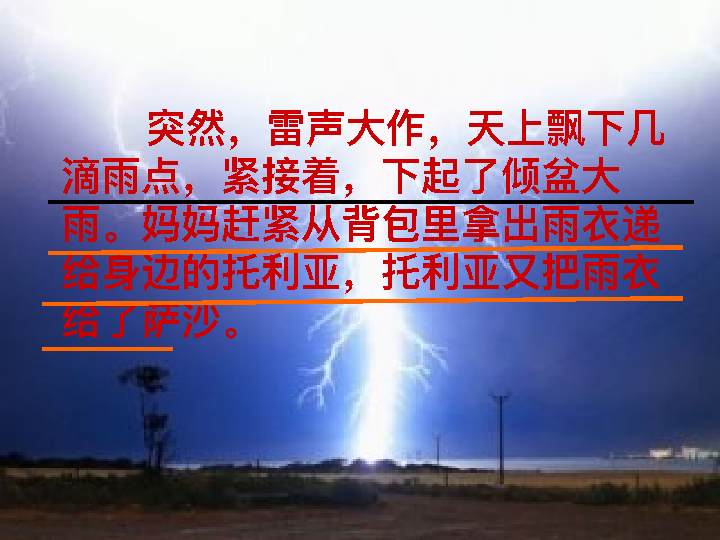 突然，雷声大作，天上飘下几
滴雨点，紧接着，下起了倾盆大
雨。妈妈赶紧从背包里拿出雨衣递
给身边的托利亚，托利亚又把雨衣
给了萨沙。